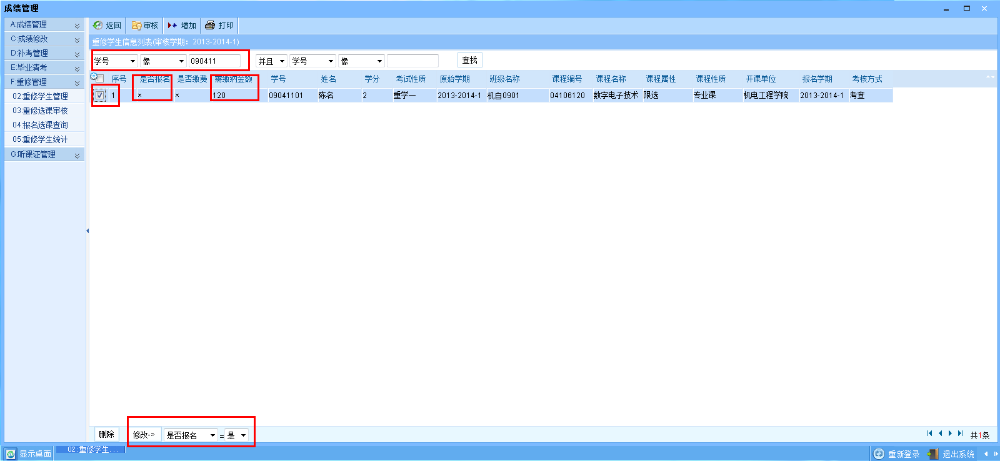 成绩管理
A:成绩管理
C:成绩修改
D:补考管理
E:毕业清考
F:重修管理
02:重修学生管理
03:重修选课审核
04:报名选课查询
05:重修学生统计
G:听课证管理
返回 审核 增加 打印
重修学生信息列表(审核学期：2013-2014-1)
学号 像 090411 并且 学号 像 查找
序号 是否报名 是否缴费 需缴纳金额 学号 姓名 学分 考试性质 原始学期 班级名称 课程编号 课程名称 课程属性 课程性质 开课单位 报名学期 考核方式
1 × × 120 09041101 陈名 2 重学一 2013-2014-1 机自0901 04106120 数字电子技术 限选 专业课 机电工程学院 2013-2014-1 考查
删除 修改-> 是否报名 = 是 共1条
显示桌面 02:重修学生... 重新登录 退出系统